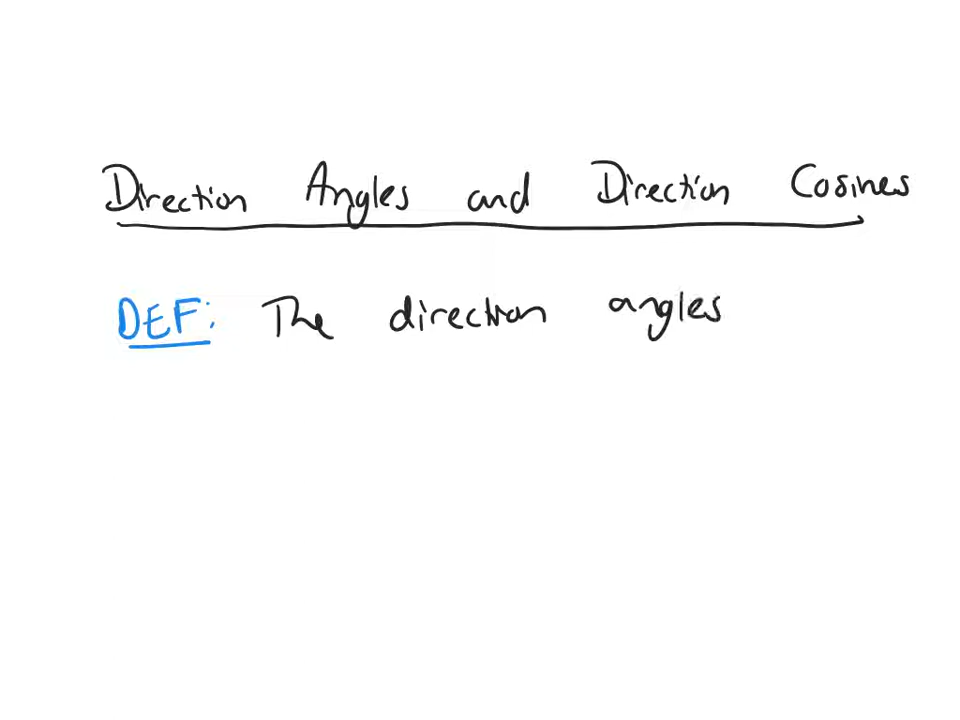 Direction Angles and Direction Cosines
DEF: The direction angles